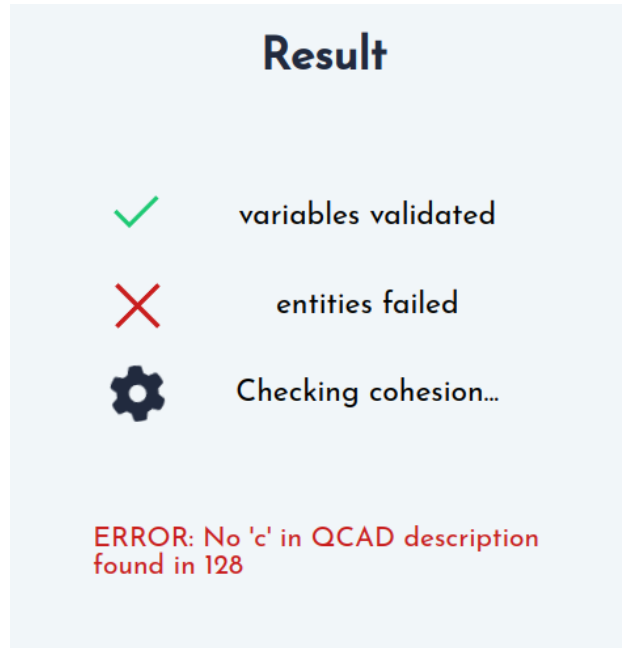 Result
variables validated
entities failed
Checking cohesion...
ERROR: No 'c' in QCAD description
found in 128